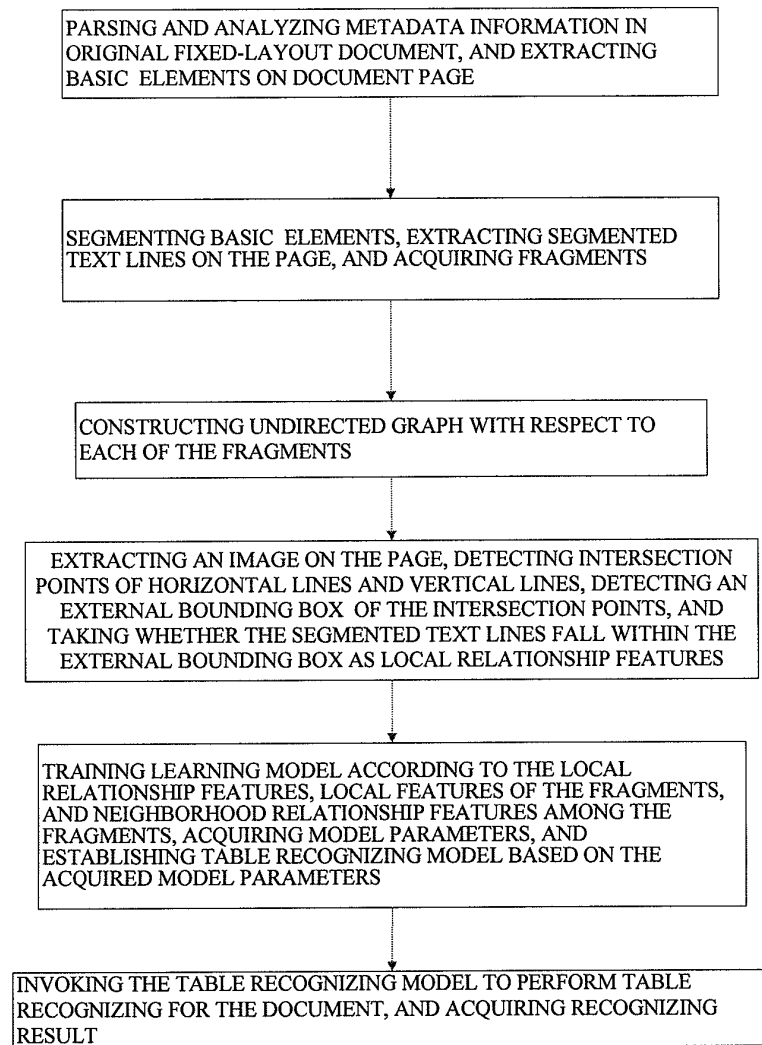 PARSING AND ANALYZING METADATA INFORMATION IN
ORIGINAL FIXED-LAYOUT DOCUMENT, AND EXTRACTING
BASIC ELEMENTS ON DOCUMENT PAGE
SEGMENTING BASIC ELEMENTS, EXTRACTING SEGMENTED
TEXT LINES ON THE PAGE, AND ACQUIRING FRAGMENTS
CONSTRUCTING UNDIRECTED GRAPH WITH RESPECT TO
EACH OF THE FRAGMENTS
EXTRACTING AN IMAGE ON THE PAGE, DETECTING INTERSECTION
POINTS OF HORIZONTAL LINES AND VERTICAL LINES, DETECTING AN
EXTERNAL BOUNDING BOX OF THE INTERSECTION POINTS, AND
TAKING WHETHER THE SEGMENTED TEXT LINES FALL WITHIN THE
EXTERNAL BOUNDING BOX AS LOCAL RELATIONSHIP FEATURES
TRAINING LEARNING MODEL ACCORDING TO THE LOCAL
RELATIONSHIP FEATURES, LOCAL FEATURES OF THE FRAGMENTS,
AND NEIGHBORHOOD RELATIONSHIP FEATURES AMONG THE
FRAGMENTS, ACQUIRING MODEL PARAMETERS, AND
ESTABLISHING TABLE RECOGNIZING MODEL BASED ON THE
ACQUIRED MODEL PARAMETERS
INVOKING THE TABLE RECOGNIZING MODEL TO PERFORM TABLE
RECOGNIZING FOR THE DOCUMENT, AND ACQUIRING RECOGNIZING
RESULT